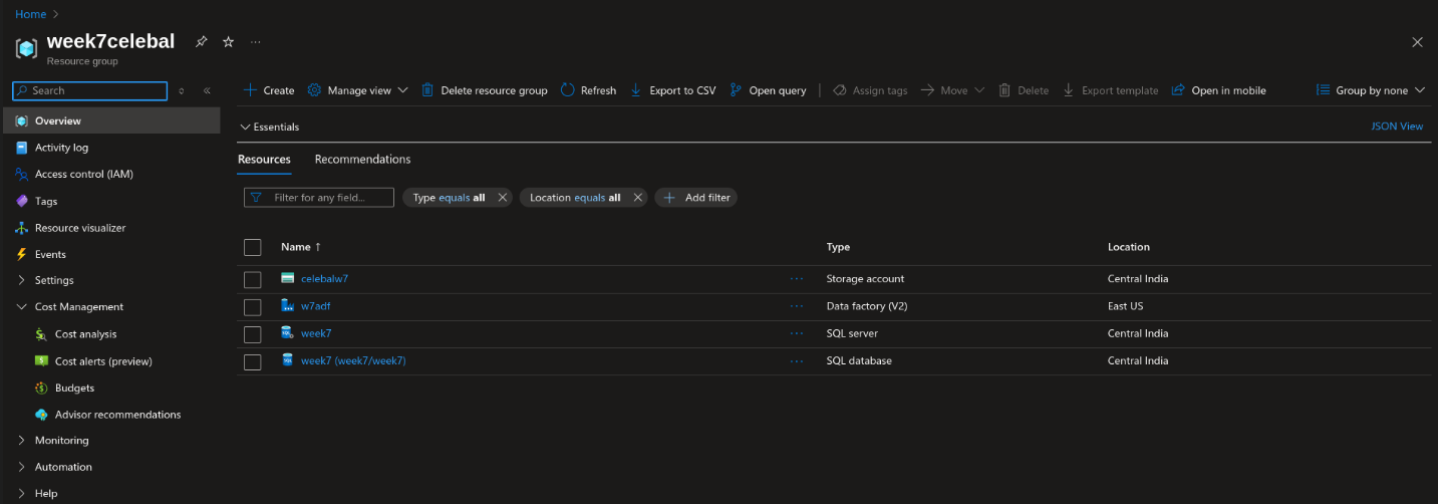 Home >
week7celebal ...
Resource group
Search
Create Manage view Delete resource group Refresh Export to CSV Open query Assign tags Move Delete Export template Open in mobile Group by none
Overview
Activity log
Access control (IAM)
Tags
Resource visualizer
Events
Settings
Cost Management
Cost analysis
Cost alerts (preview)
Budgets
Advisor recommendations
Monitoring
Automation
Help
Essentials JSON View
Resources Recommendations
Filter for any field... Type equals all Location equals all Add filter
Name ↑ Type Location
celebalw7 ... Storage account Central India
w7adf ... Data factory (V2) East US
week7 ... SQL server Central India
week7 (week7/week7) ... SQL database Central India